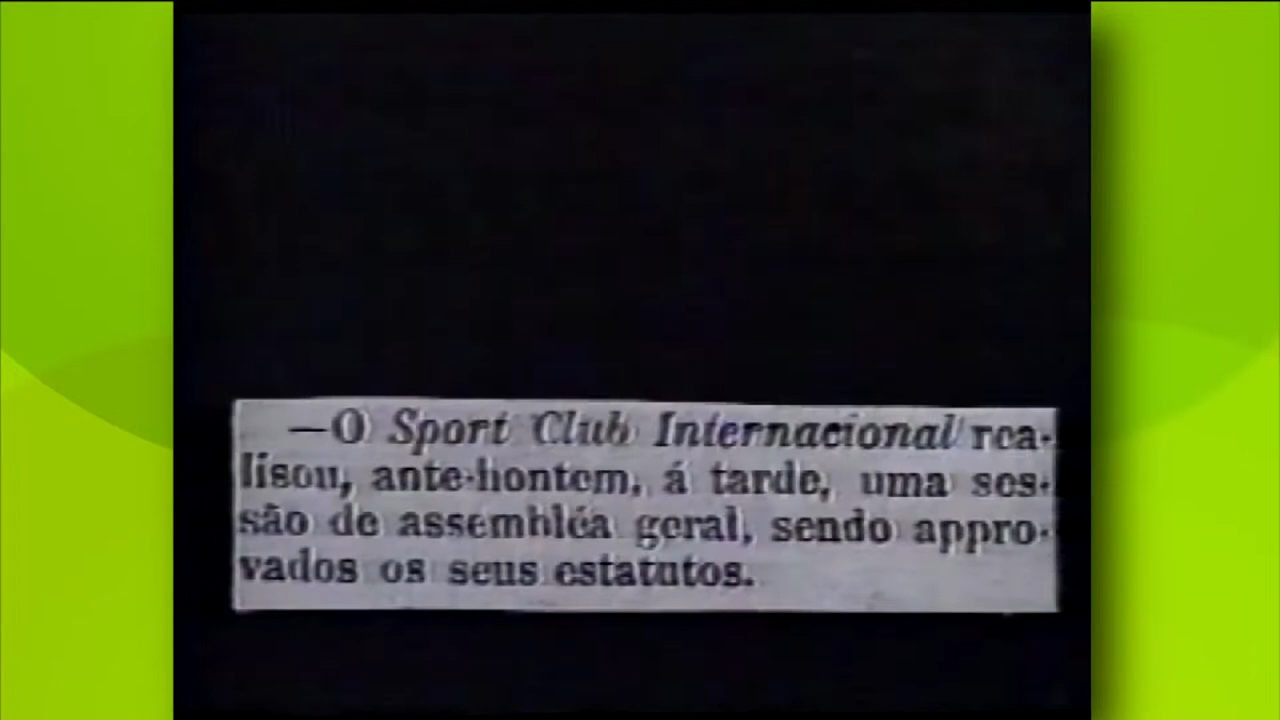 —O Sport Club Internacional rea-
lisou, ante-hontem, á tarde, uma ses-
são de assembléa geral, sendo appro-
vados os seus estatutos.